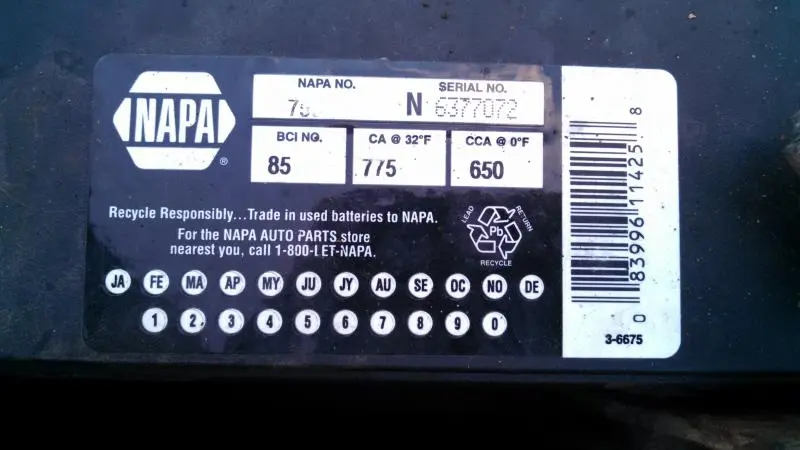 NAPA®
NAPA NO.
SERIAL NO.
N 6377072
BCI NO.
85
CA @ 32°F
775
CCA @ 0°F
650
Recycle Responsibly...Trade in used batteries to NAPA.
For the NAPA AUTO PARTS store
nearest you, call 1-800-LET-NAPA.
LEAD
RETURN
Pb
RECYCLE
JA FE MA AP MY JU JY AU SE OC NO DE
1 2 3 4 5 6 7 8 9 0
0 83996 11425 8
3-6675